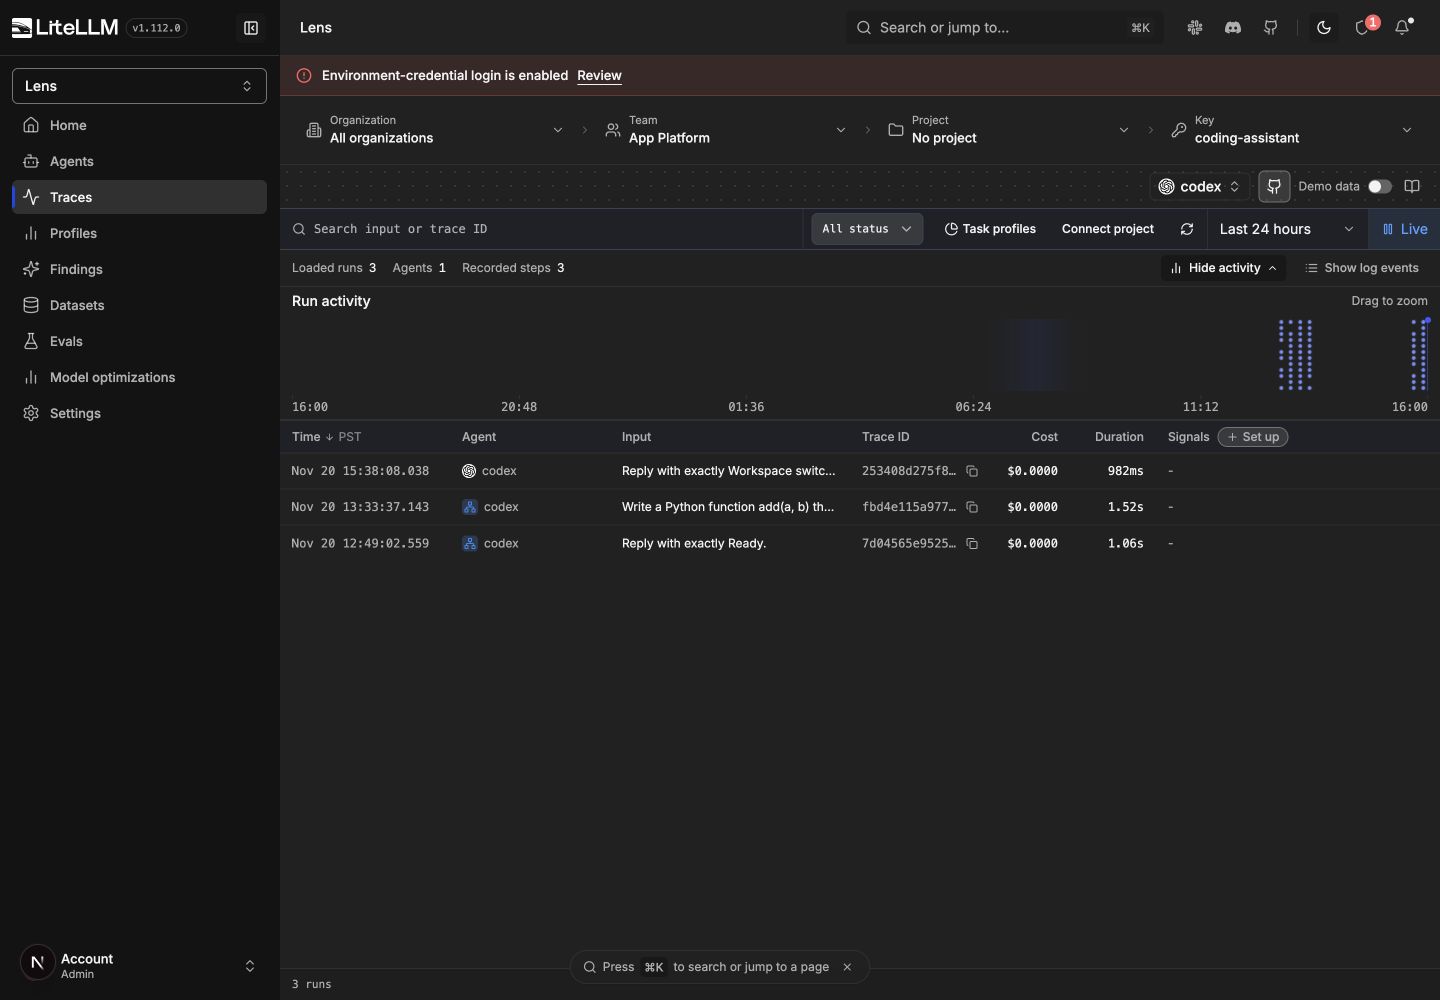 LiteLLM v1.112.0
Lens
Home
Agents
Traces
Profiles
Findings
Datasets
Evals
Model optimizations
Settings
Account
Admin
Lens
Search or jump to... ⌘K
1
Environment-credential login is enabled Review
Organization
All organizations
Team
App Platform
Project
No project
Key
coding-assistant
codex
Demo data
Search input or trace ID
All status
Task profiles
Connect project
Last 24 hours
Live
Loaded runs 3 Agents 1 Recorded steps 3
Hide activity
Show log events
Run activity
Drag to zoom
16:00 20:48 01:36 06:24 11:12 16:00
Time ↓ PST Agent Input Trace ID Cost Duration Signals + Set up
Nov 20 15:38:08.038 codex Reply with exactly Workspace switc... 253408d275f8... $0.0000 982ms -
Nov 20 13:33:37.143 codex Write a Python function add(a, b) th... fbd4e115a977... $0.0000 1.52s -
Nov 20 12:49:02.559 codex Reply with exactly Ready. 7d04565e9525... $0.0000 1.06s -
Press ⌘K to search or jump to a page ×
3 runs